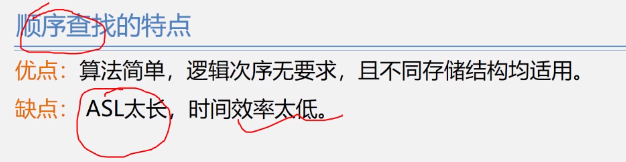 顺序查找的特点
优点：算法简单，逻辑次序无要求，且不同存储结构均适用。
缺点：ASL太长，时间效率太低。